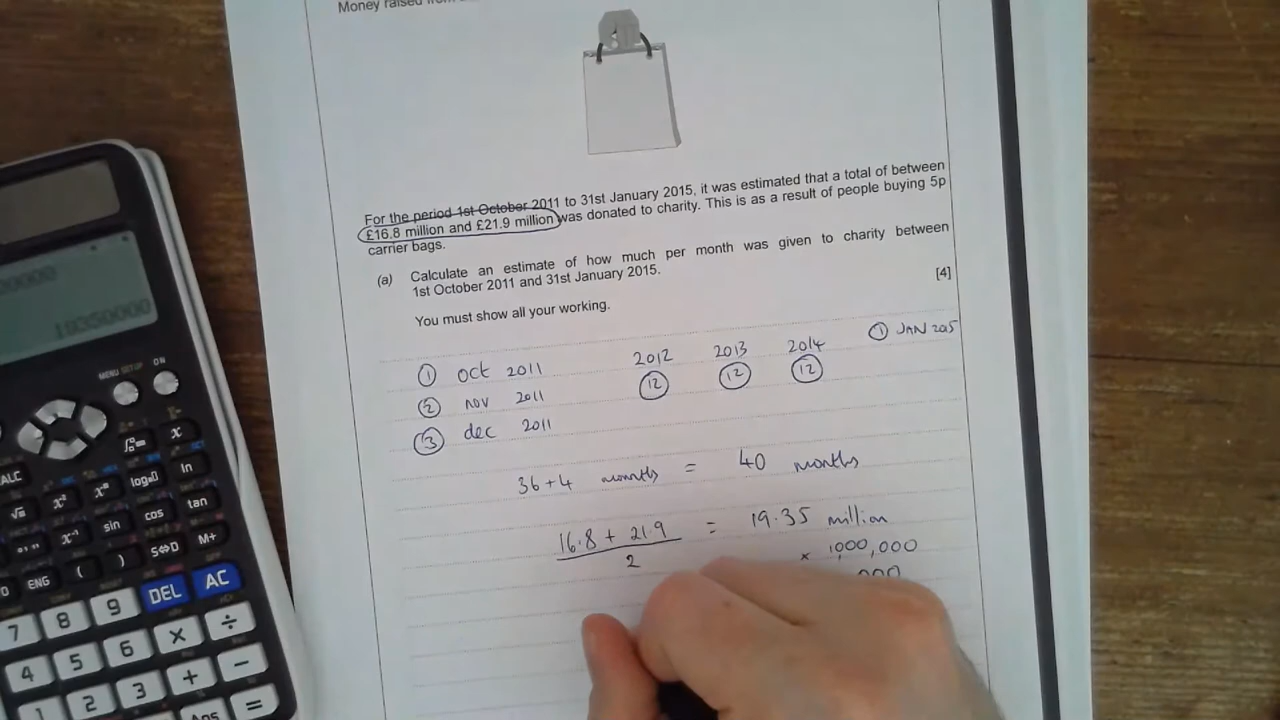 Money raised from
For the period 1st October 2011 to 31st January 2015, it was estimated that a total of between
£16.8 million and £21.9 million was donated to charity. This is as a result of people buying 5p
carrier bags.
(a) Calculate an estimate of how much per month was given to charity between
1st October 2011 and 31st January 2015.
[4]
You must show all your working.
① oct 2011 2012 2013 2014 ① JAN 2015
② nov 2011 ⑫ ⑫ ⑫
③ dec 2011
36+4 months = 40 months
16.8 + 21.9 = 19.35 million
2
× 1000,000
000
00000
MENU SETUP ON
CALC x
√ x² log ln
x⁻¹ sin cos tan
ENG ( ) S⇔D M+
7 8 9 DEL AC
4 5 6 × ÷
1 2 3 + −
Ans =